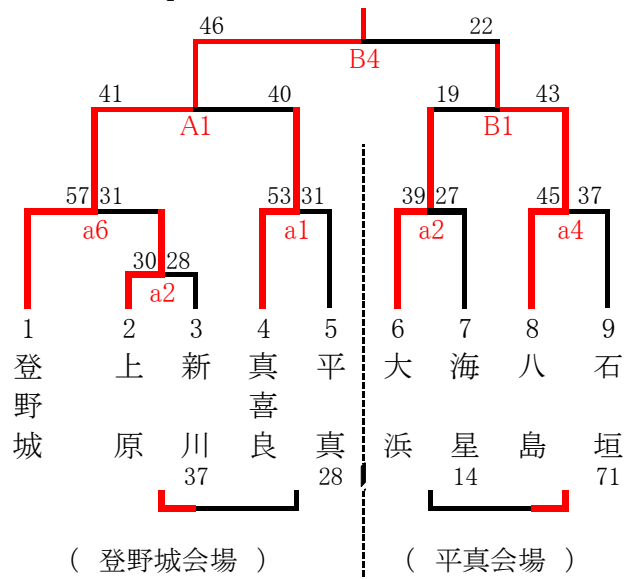 46 22
B4
41 40 19 43
A1 B1
57 31 53 31 39 27 45 37
a6 a1 a2 a4
30 28
a2
1 2 3 4 5 6 7 8 9
登野城 上原 新川 真喜良 平真 大浜 海星 八島 石垣
37 28 14 71
( 登野城会場 ) ( 平真会場 )